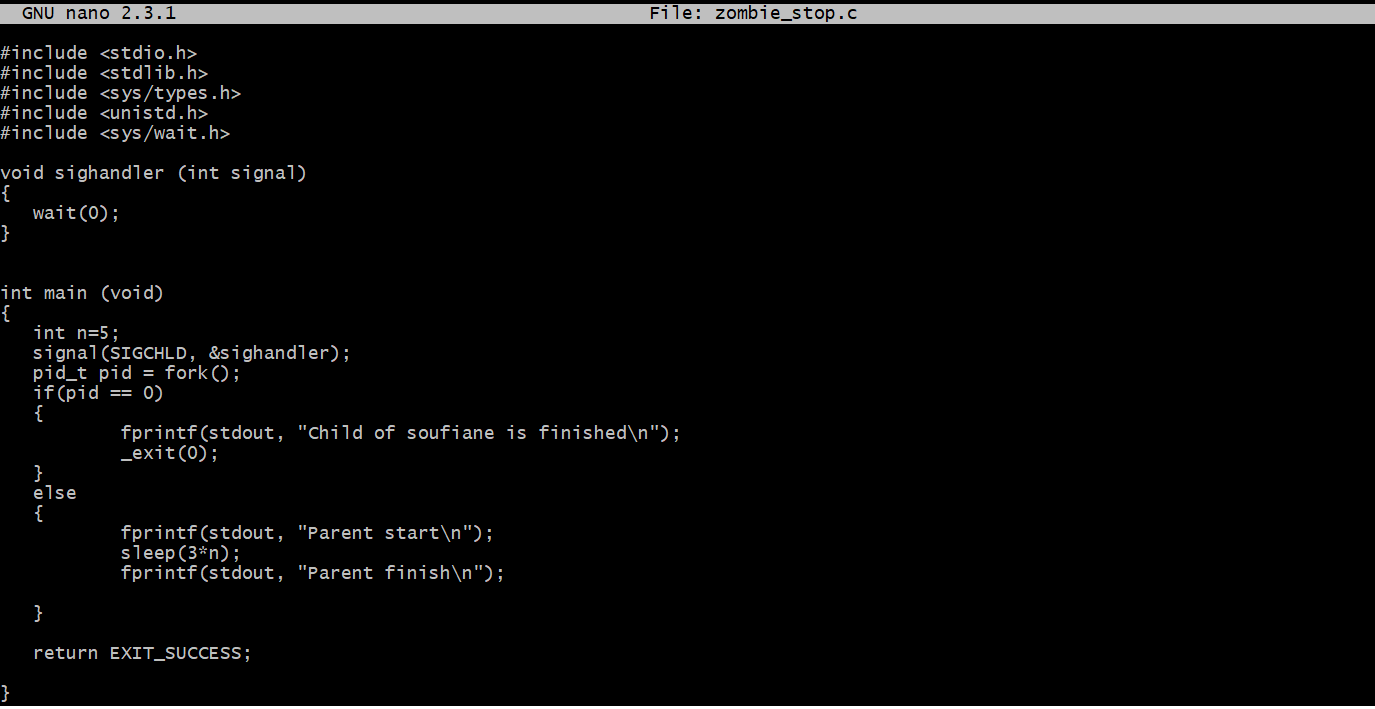 GNU nano 2.3.1 File: zombie_stop.c
#include <stdio.h>
#include <stdlib.h>
#include <sys/types.h>
#include <unistd.h>
#include <sys/wait.h>
void sighandler (int signal)
{
   wait(0);
}
int main (void)
{
   int n=5;
   signal(SIGCHLD, &sighandler);
   pid_t pid = fork();
   if(pid == 0)
   {
           fprintf(stdout, "Child of soufiane is finished\n");
           _exit(0);
   }
   else
   {
           fprintf(stdout, "Parent start\n");
           sleep(3*n);
           fprintf(stdout, "Parent finish\n");
   }
   return EXIT_SUCCESS;
}